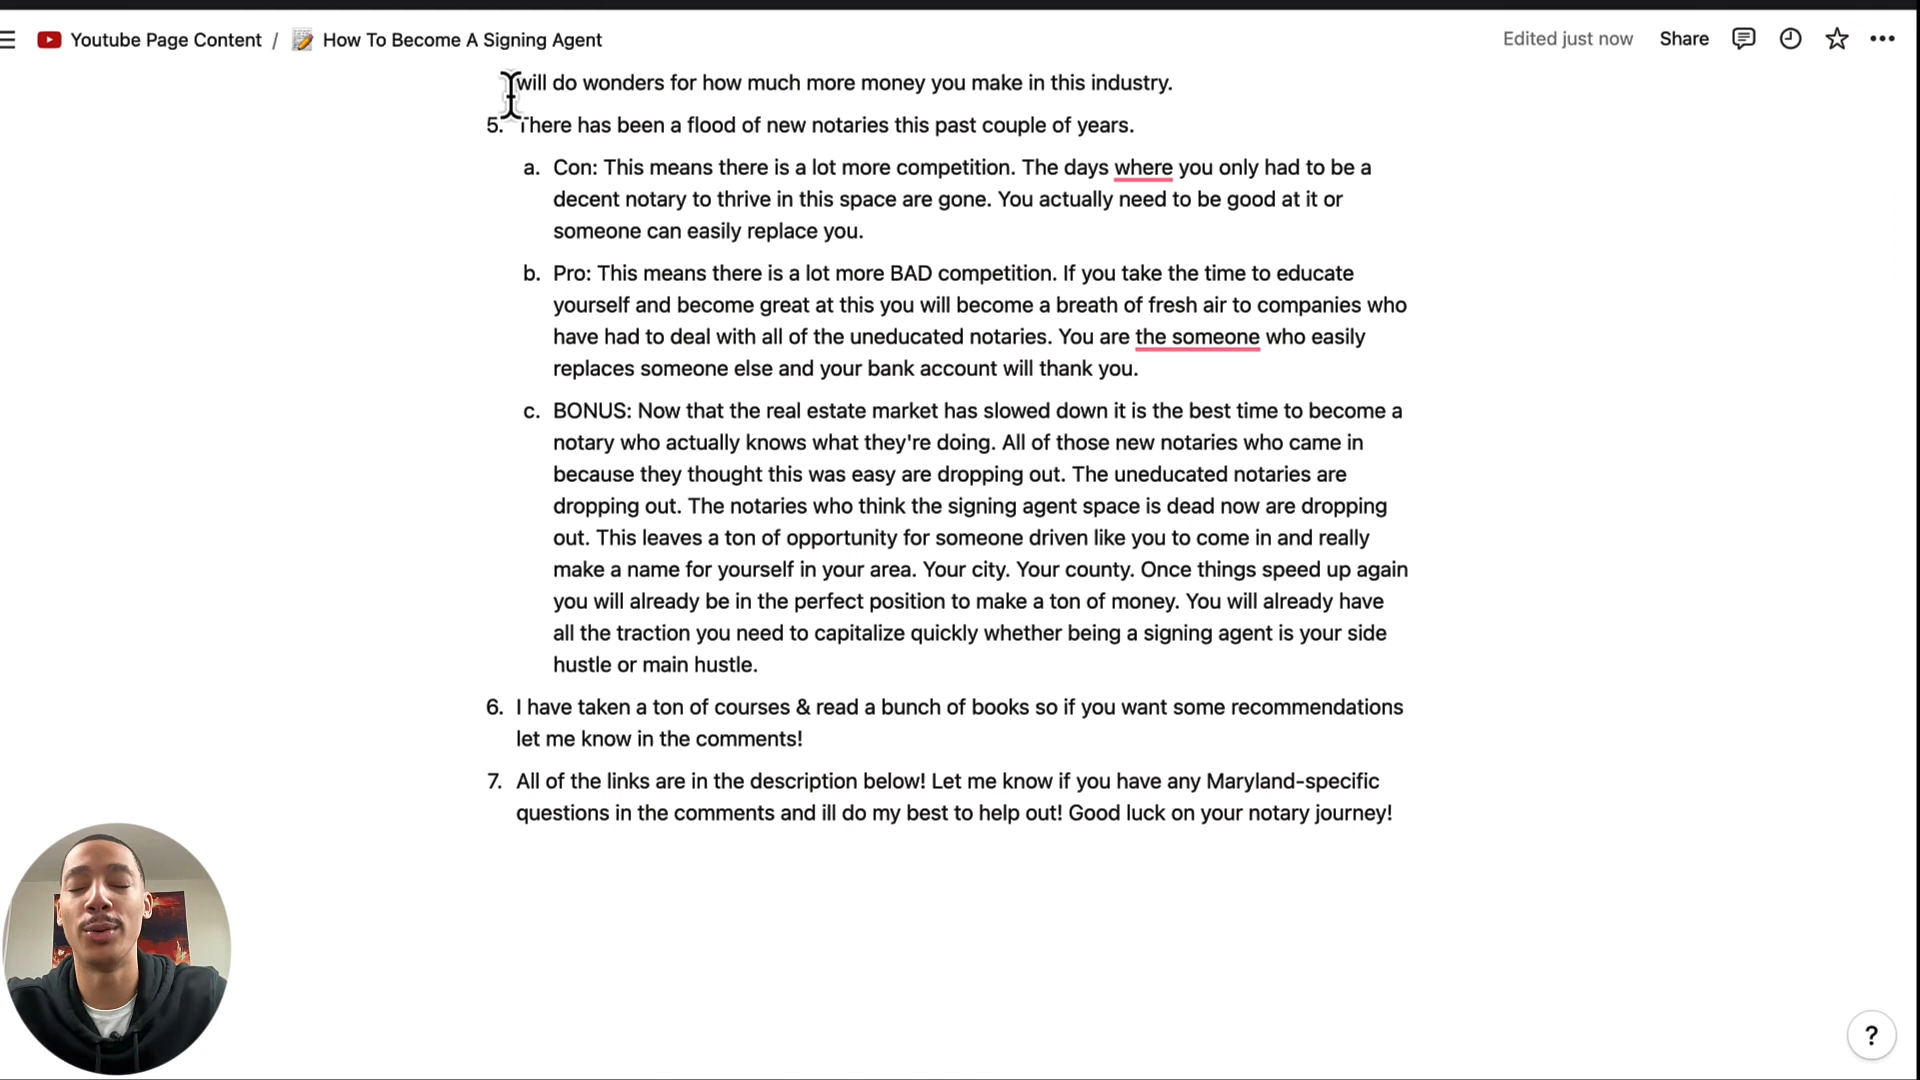 Youtube Page Content / How To Become A Signing Agent
Edited just now Share
will do wonders for how much more money you make in this industry.
5. There has been a flood of new notaries this past couple of years.
a. Con: This means there is a lot more competition. The days where you only had to be a
decent notary to thrive in this space are gone. You actually need to be good at it or
someone can easily replace you.
b. Pro: This means there is a lot more BAD competition. If you take the time to educate
yourself and become great at this you will become a breath of fresh air to companies who
have had to deal with all of the uneducated notaries. You are the someone who easily
replaces someone else and your bank account will thank you.
c. BONUS: Now that the real estate market has slowed down it is the best time to become a
notary who actually knows what they're doing. All of those new notaries who came in
because they thought this was easy are dropping out. The uneducated notaries are
dropping out. The notaries who think the signing agent space is dead now are dropping
out. This leaves a ton of opportunity for someone driven like you to come in and really
make a name for yourself in your area. Your city. Your county. Once things speed up again
you will already be in the perfect position to make a ton of money. You will already have
all the traction you need to capitalize quickly whether being a signing agent is your side
hustle or main hustle.
6. I have taken a ton of courses & read a bunch of books so if you want some recommendations
let me know in the comments!
7. All of the links are in the description below! Let me know if you have any Maryland-specific
questions in the comments and ill do my best to help out! Good luck on your notary journey!
?